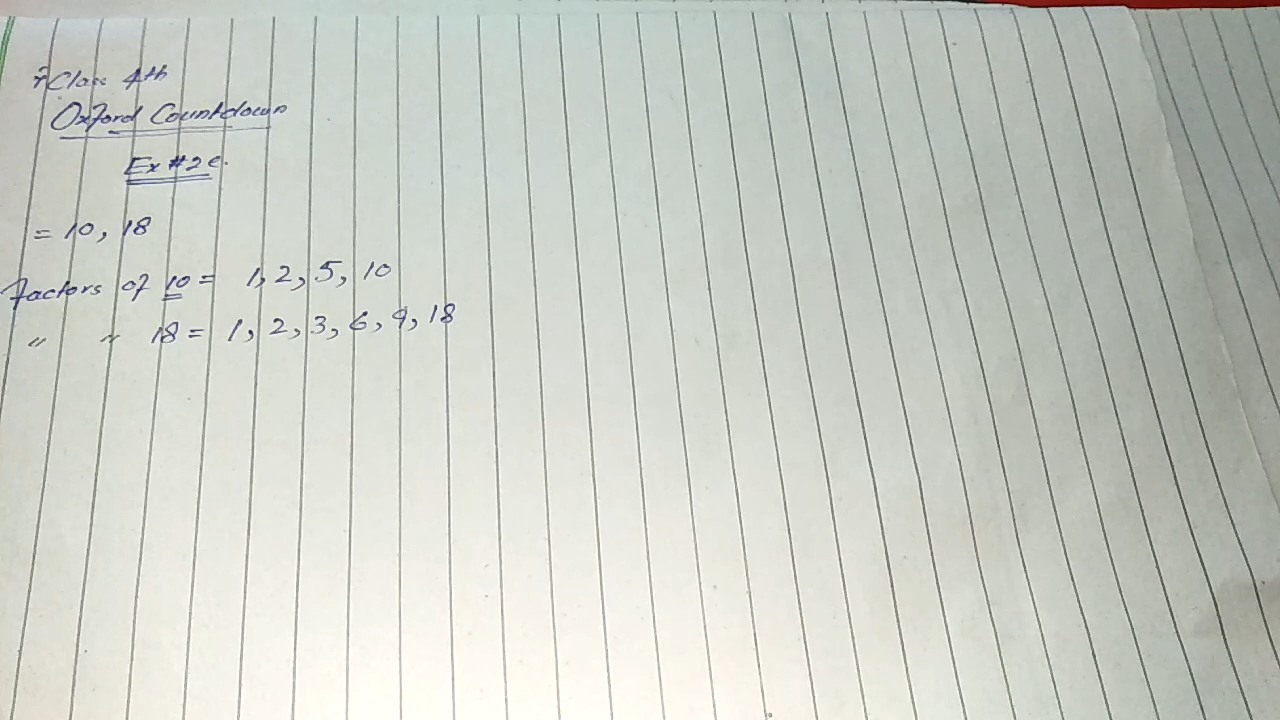 Class 4th
Oxford Countdown
Ex # 2c.
= 10, 18
Factors of 10 = 1, 2, 5, 10
" " 18 = 1, 2, 3, 6, 9, 18